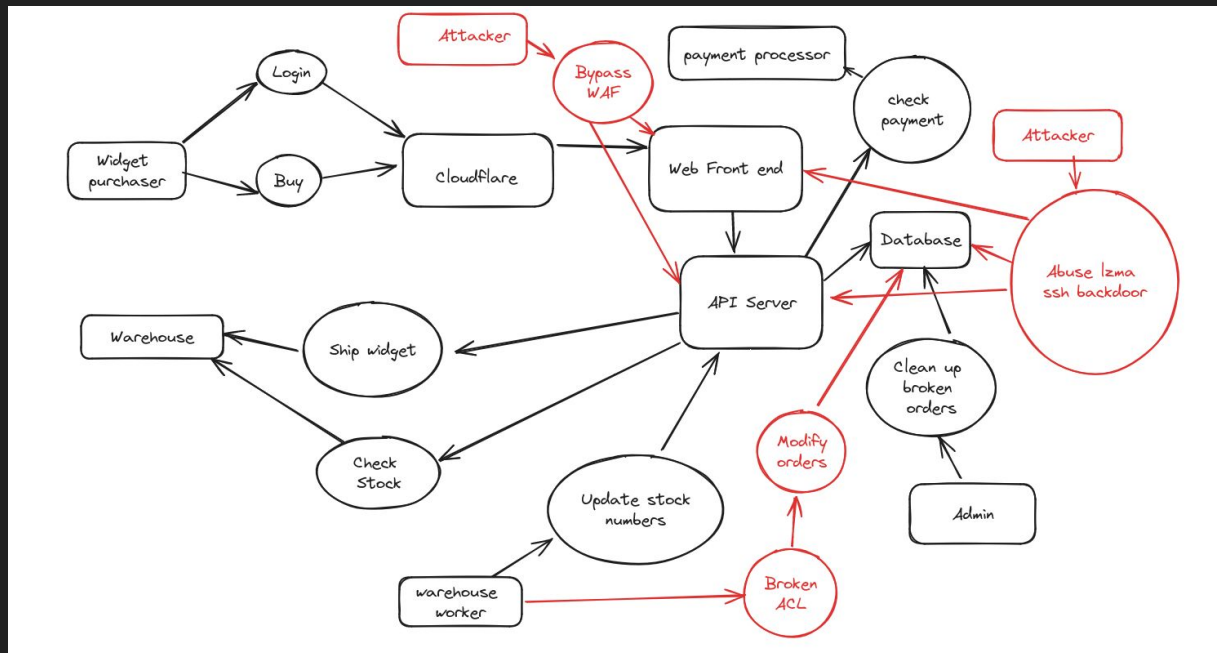 Attacker
payment processor
Login
Bypass
WAF
check
payment
Attacker
Widget
purchaser
Buy
Cloudflare
Web Front end
Database
Abuse lzma
ssh backdoor
API Server
Warehouse
Ship widget
Clean up
broken
orders
Modify
orders
Check
Stock
Update stock
numbers
Admin
warehouse
worker
Broken
ACL